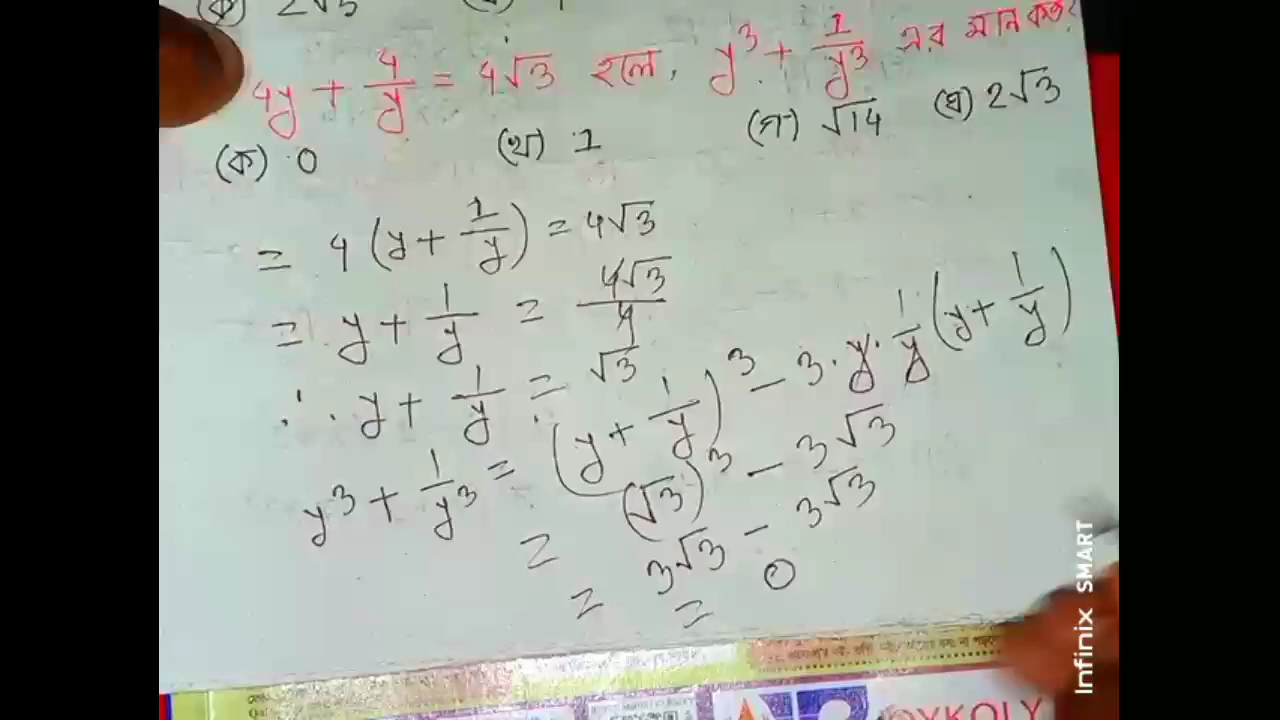 (ক) 2√3
4y + 4/y = 4√3 হলে, y³ + 1/y³ এর মান কত?
(ক) 0 (খ) 1 (গ) √14 (ঘ) 2√3
= 4(y + 1/y) = 4√3
= y + 1/y = 4√3/4
∴ y + 1/y = √3
y³ + 1/y³ = (y + 1/y)³ - 3·y·1/y(y + 1/y)
= (√3)³ - 3√3
= 3√3 - 3√3
= 0
Infinix SMART